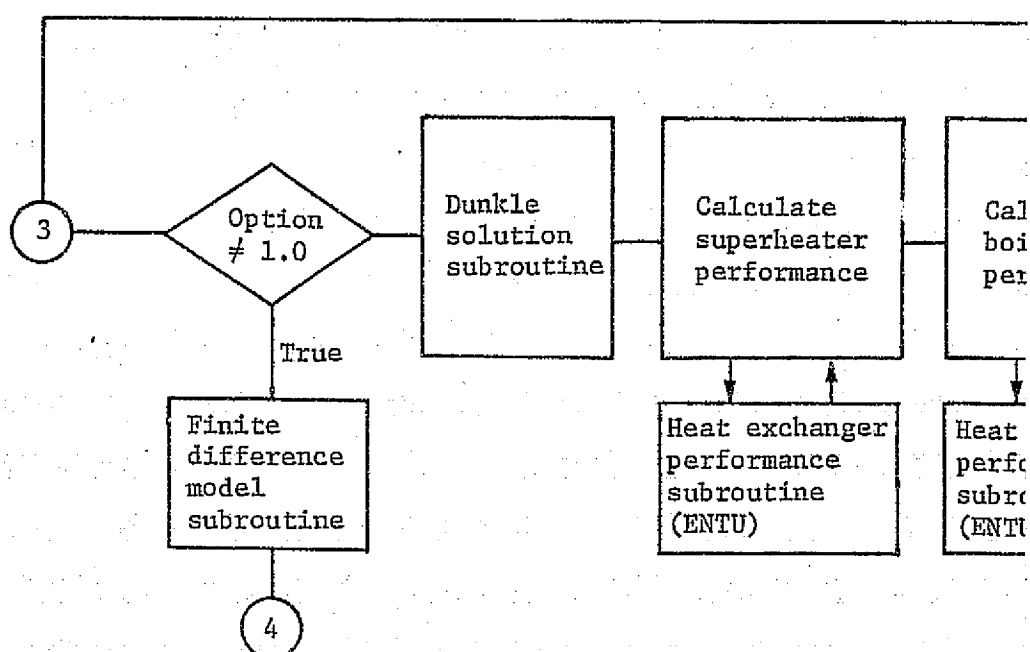 3
Option
≠ 1.0
True
Dunkle
solution
subroutine
Calculate
superheater
performance
Finite
difference
model
subroutine
Heat exchanger
performance
subroutine
(ENTU)
Heat
4